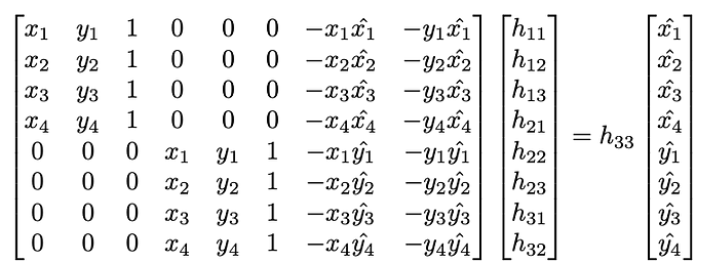 x₁ y₁ 1 0 0 0 −x₁x̂₁ −y₁x̂₁ h₁₁ x̂₁
x₂ y₂ 1 0 0 0 −x₂x̂₂ −y₂x̂₂ h₁₂ x̂₂
x₃ y₃ 1 0 0 0 −x₃x̂₃ −y₃x̂₃ h₁₃ x̂₃
x₄ y₄ 1 0 0 0 −x₄x̂₄ −y₄x̂₄ h₂₁ x̂₄
0 0 0 x₁ y₁ 1 −x₁ŷ₁ −y₁ŷ₁ h₂₂ = h₃₃ ŷ₁
0 0 0 x₂ y₂ 1 −x₂ŷ₂ −y₂ŷ₂ h₂₃ ŷ₂
0 0 0 x₃ y₃ 1 −x₃ŷ₃ −y₃ŷ₃ h₃₁ ŷ₃
0 0 0 x₄ y₄ 1 −x₄ŷ₄ −y₄ŷ₄ h₃₂ ŷ₄